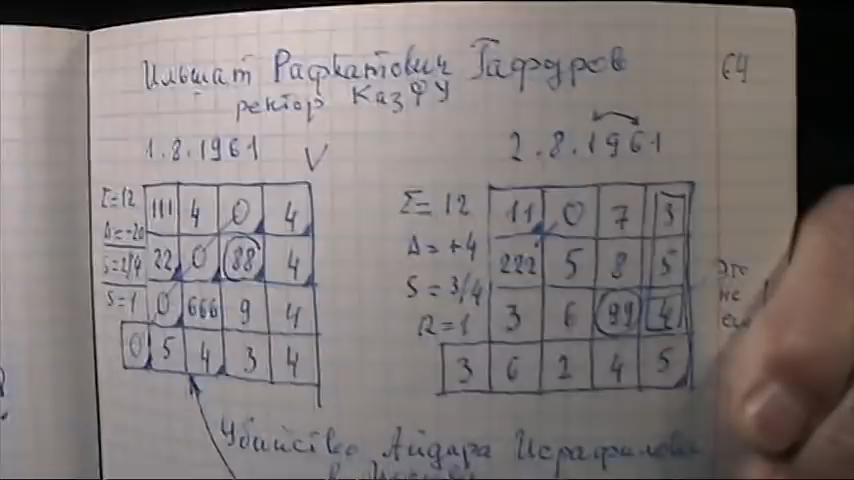 Ильшат Рафкатович Гафуров 64
ректор КазФУ
1.8.1961 2.8.1961
Σ=12 111 4 0 4
Δ=-20 22 0 88 4
S=2/4 0 666 9 4
S=1 0 5 4 3 4
Σ=12 11 0 7 3
Δ=+4 222 5 8 5
S=3/4 3 6 99 4
R=1 3 6 2 4 5
это
не
Убийство Айдара Исрафилова